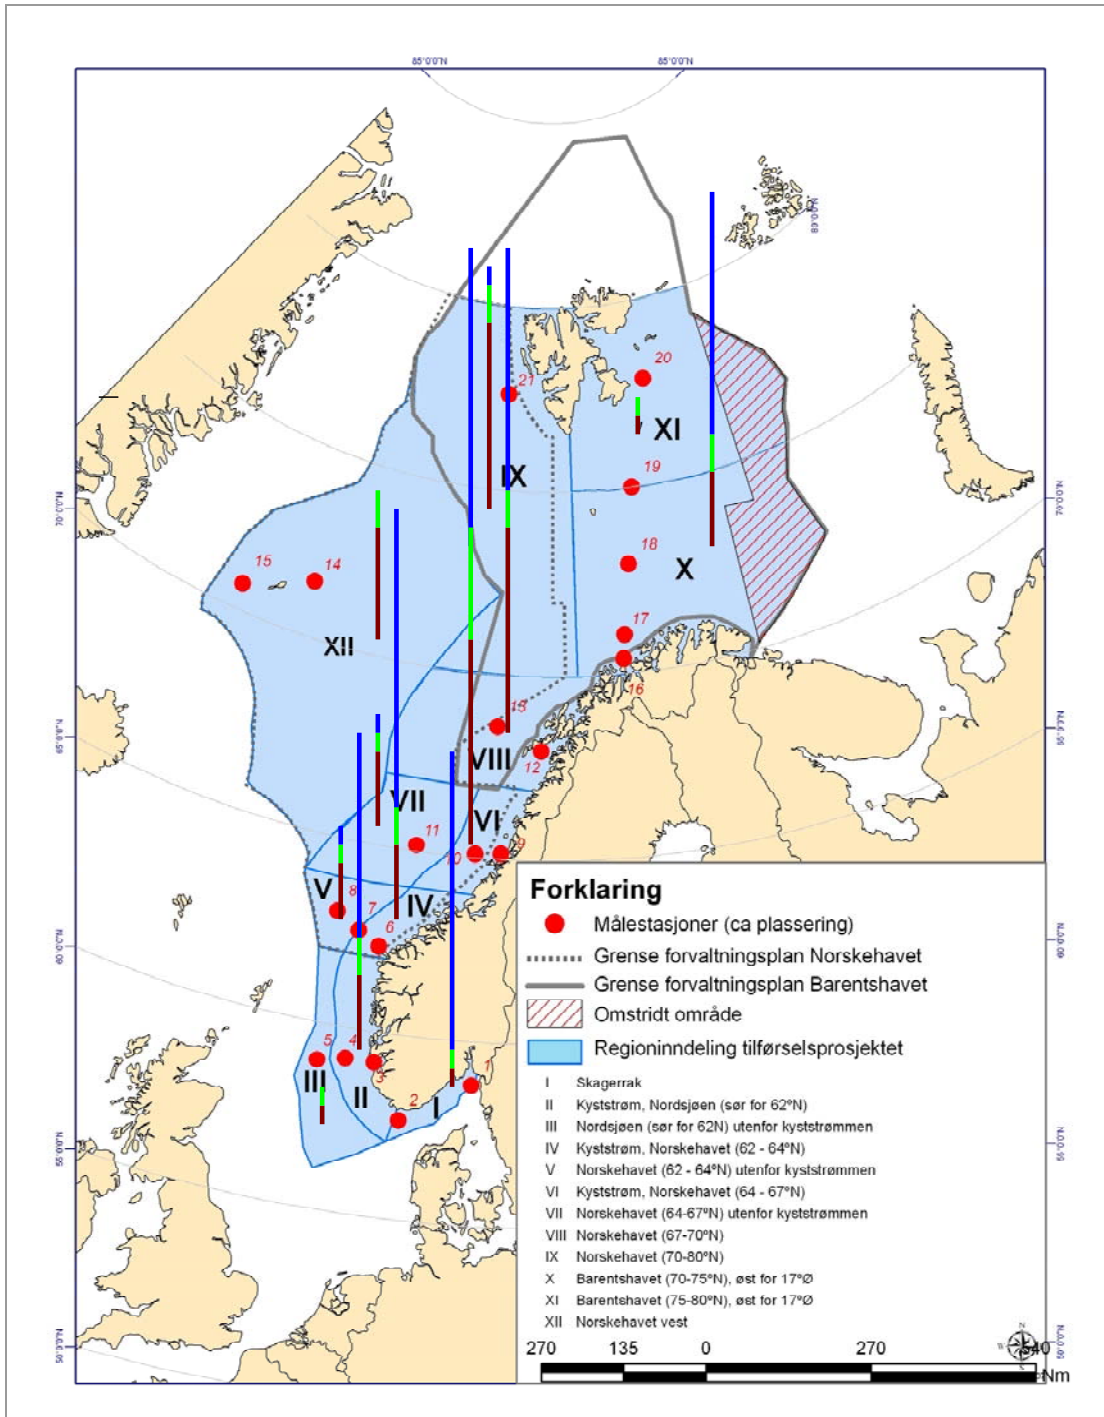 85°0'0"N 85°0'0"N
80°0'0"N
20
21
XI
IX
19
70°0'0"N 70°0'0"N
18
15 14
X
17
XII
16
13
65°0'0"N 65°0'0"N
VIII
12
VII
VI
11
10 9
V 8
IV
7
6
60°0'0"N 60°0'0"N
5 4
3
III
II
I
1
2
55°0'0"N 55°0'0"N
50°0'0"N 50°0'0"N
Forklaring
Målestasjoner (ca plassering)
Grense forvaltningsplan Norskehavet
Grense forvaltningsplan Barentshavet
Omstridt område
Regioninndeling tilførselsprosjektet
I Skagerrak
II Kyststrøm, Nordsjøen (sør for 62°N)
III Nordsjøen (sør for 62N) utenfor kyststrømmen
IV Kyststrøm, Norskehavet (62 - 64°N)
V Norskehavet (62 - 64°N) utenfor kyststrømmen
VI Kyststrøm, Norskehavet (64 - 67°N)
VII Norskehavet (64-67°N) utenfor kyststrømmen
VIII Norskehavet (67-70°N)
IX Norskehavet (70-80°N)
X Barentshavet (70-75°N), øst for 17°Ø
XI Barentshavet (75-80°N), øst for 17°Ø
XII Norskehavet vest
270 135 0 270 540
Nm